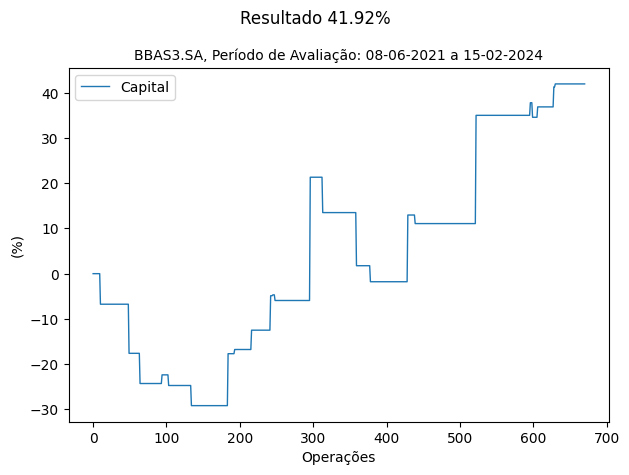 Resultado 41.92%
BBAS3.SA, Período de Avaliação: 08-06-2021 a 15-02-2024
Capital
40
30
20
10
0
−10
−20
−30
(%)
0 100 200 300 400 500 600 700
Operações